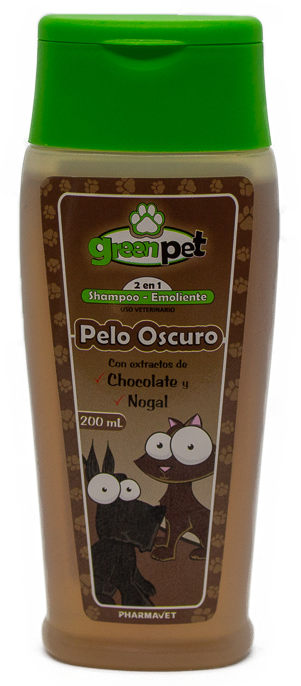 greenpet
2 en 1
Shampoo - Emoliente
USO VETERINARIO
Pelo Oscuro
Con extractos de
Chocolate y
Nogal
200 mL
PHARMAVET